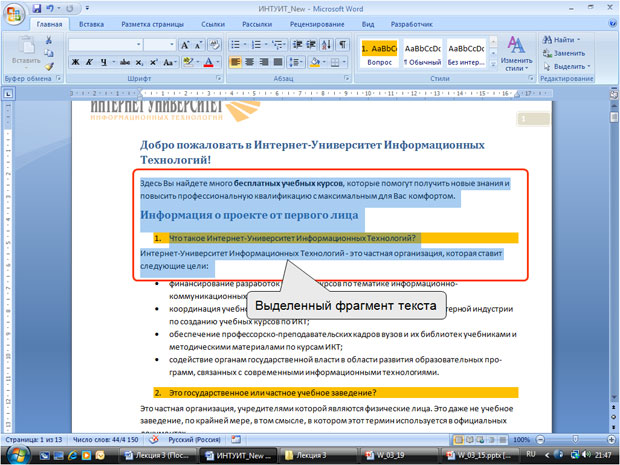 ИНТУИТ_New - Microsoft Word
Главная Вставка Разметка страницы Ссылки Рассылки Рецензирование Вид Разработчик
Вставить
Ж К Ч
1. AaBbCc AaBbCcDc AaBbCcDc
Вопрос ¶ Обычный Без интер...
Изменить стили
Найти
Заменить
Выделить
Буфер обмена Шрифт Абзац Стили Редактирование
ИНТЕРНЕТ УНИВЕРСИТЕТ
ИНФОРМАЦИОННЫХ ТЕХНОЛОГИЙ
1
Добро пожаловать в Интернет-Университет Информационных
Технологий!
Здесь Вы найдете много бесплатных учебных курсов, которые помогут получить новые знания и
повысить профессиональную квалификацию с максимальным для Вас комфортом.
Информация о проекте от первого лица
1. Что такое Интернет-Университет Информационных Технологий?
Интернет-Университет Информационных Технологий - это частная организация, которая ставит
следующие цели:
• финансирование разработок курсов по тематике информационно-
коммуникационных
Выделенный фрагмент текста
• координация учебн терной индустрии
по созданию учебных курсов по ИКТ;
• обеспечение профессорско-преподавательских кадров вузов и их библиотек учебниками и
методическими материалами по курсам ИКТ;
• содействие органам государственной власти в области развития образовательных про-
грамм, связанных с современными информационными технологиями.
2. Это государственное или частное учебное заведение?
Это частная организация, учредителями которой являются физические лица. Это даже не учебное
заведение, по крайней мере, в том смысле, в котором этот термин используется в официальных
Страница: 1 из 13 Число слов: 44/4 150 Русский (Россия) 100%
Лекция 3 (Пос... ИНТУИТ_New ... Лекция 3 W_03_19 W_03_15.pptx [... RU 21:47